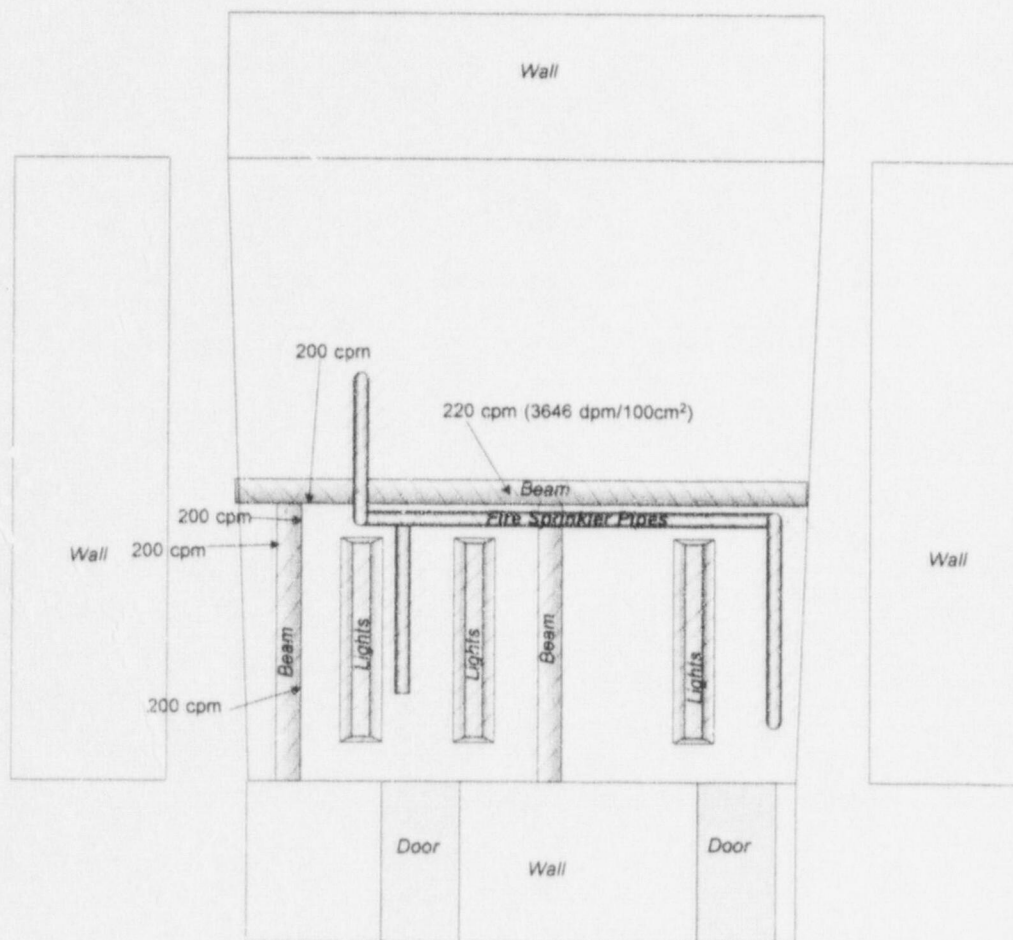 Wall
200 cpm
220 cpm (3646 dpm/100cm²)
Beam
200 cpm
Fire Sprinkler Pipes
Wall
200 cpm
Wall
Beam
Lights
Lights
Beam
Lights
200 cpm
Door
Wall
Door